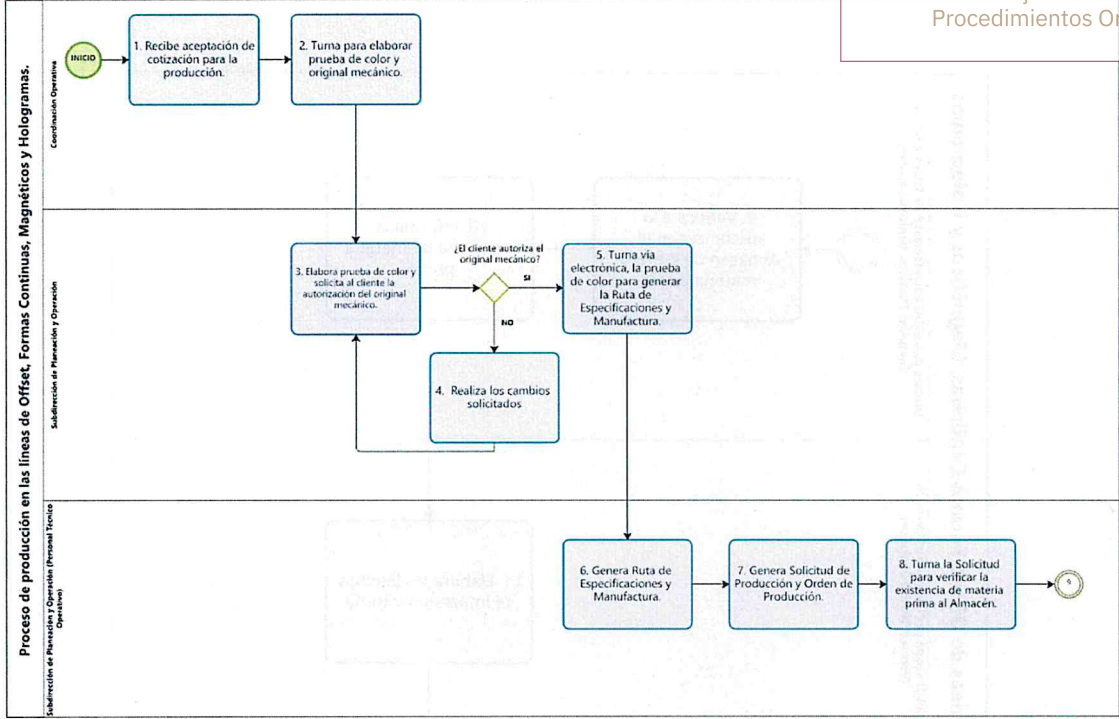 Procedimientos Or
Proceso de producción en las líneas de Offset, Formas Continuas, Magnéticos y Hologramas.
Coordinación Operativa
INICIO
1. Recibe aceptación de
cotización para la
producción.
2. Turna para elaborar
prueba de color y
original mecánico.
Subdirección de Planeación y Operación
3. Elabora prueba de color y
solicita al cliente la
autorización del original
mecánico.
¿El cliente autoriza el
original mecánico?
SI
NO
4. Realiza los cambios
solicitados
5. Turna vía
electrónica, la prueba
de color para generar
la Ruta de
Especificaciones y
Manufactura.
Subdirección de Planeación y Operación (Personal Técnico
Operativo)
6. Genera Ruta de
Especificaciones y
Manufactura.
7. Genera Solicitud de
Producción y Orden de
Producción.
8. Turna la Solicitud
para verificar la
existencia de materia
prima al Almacén.